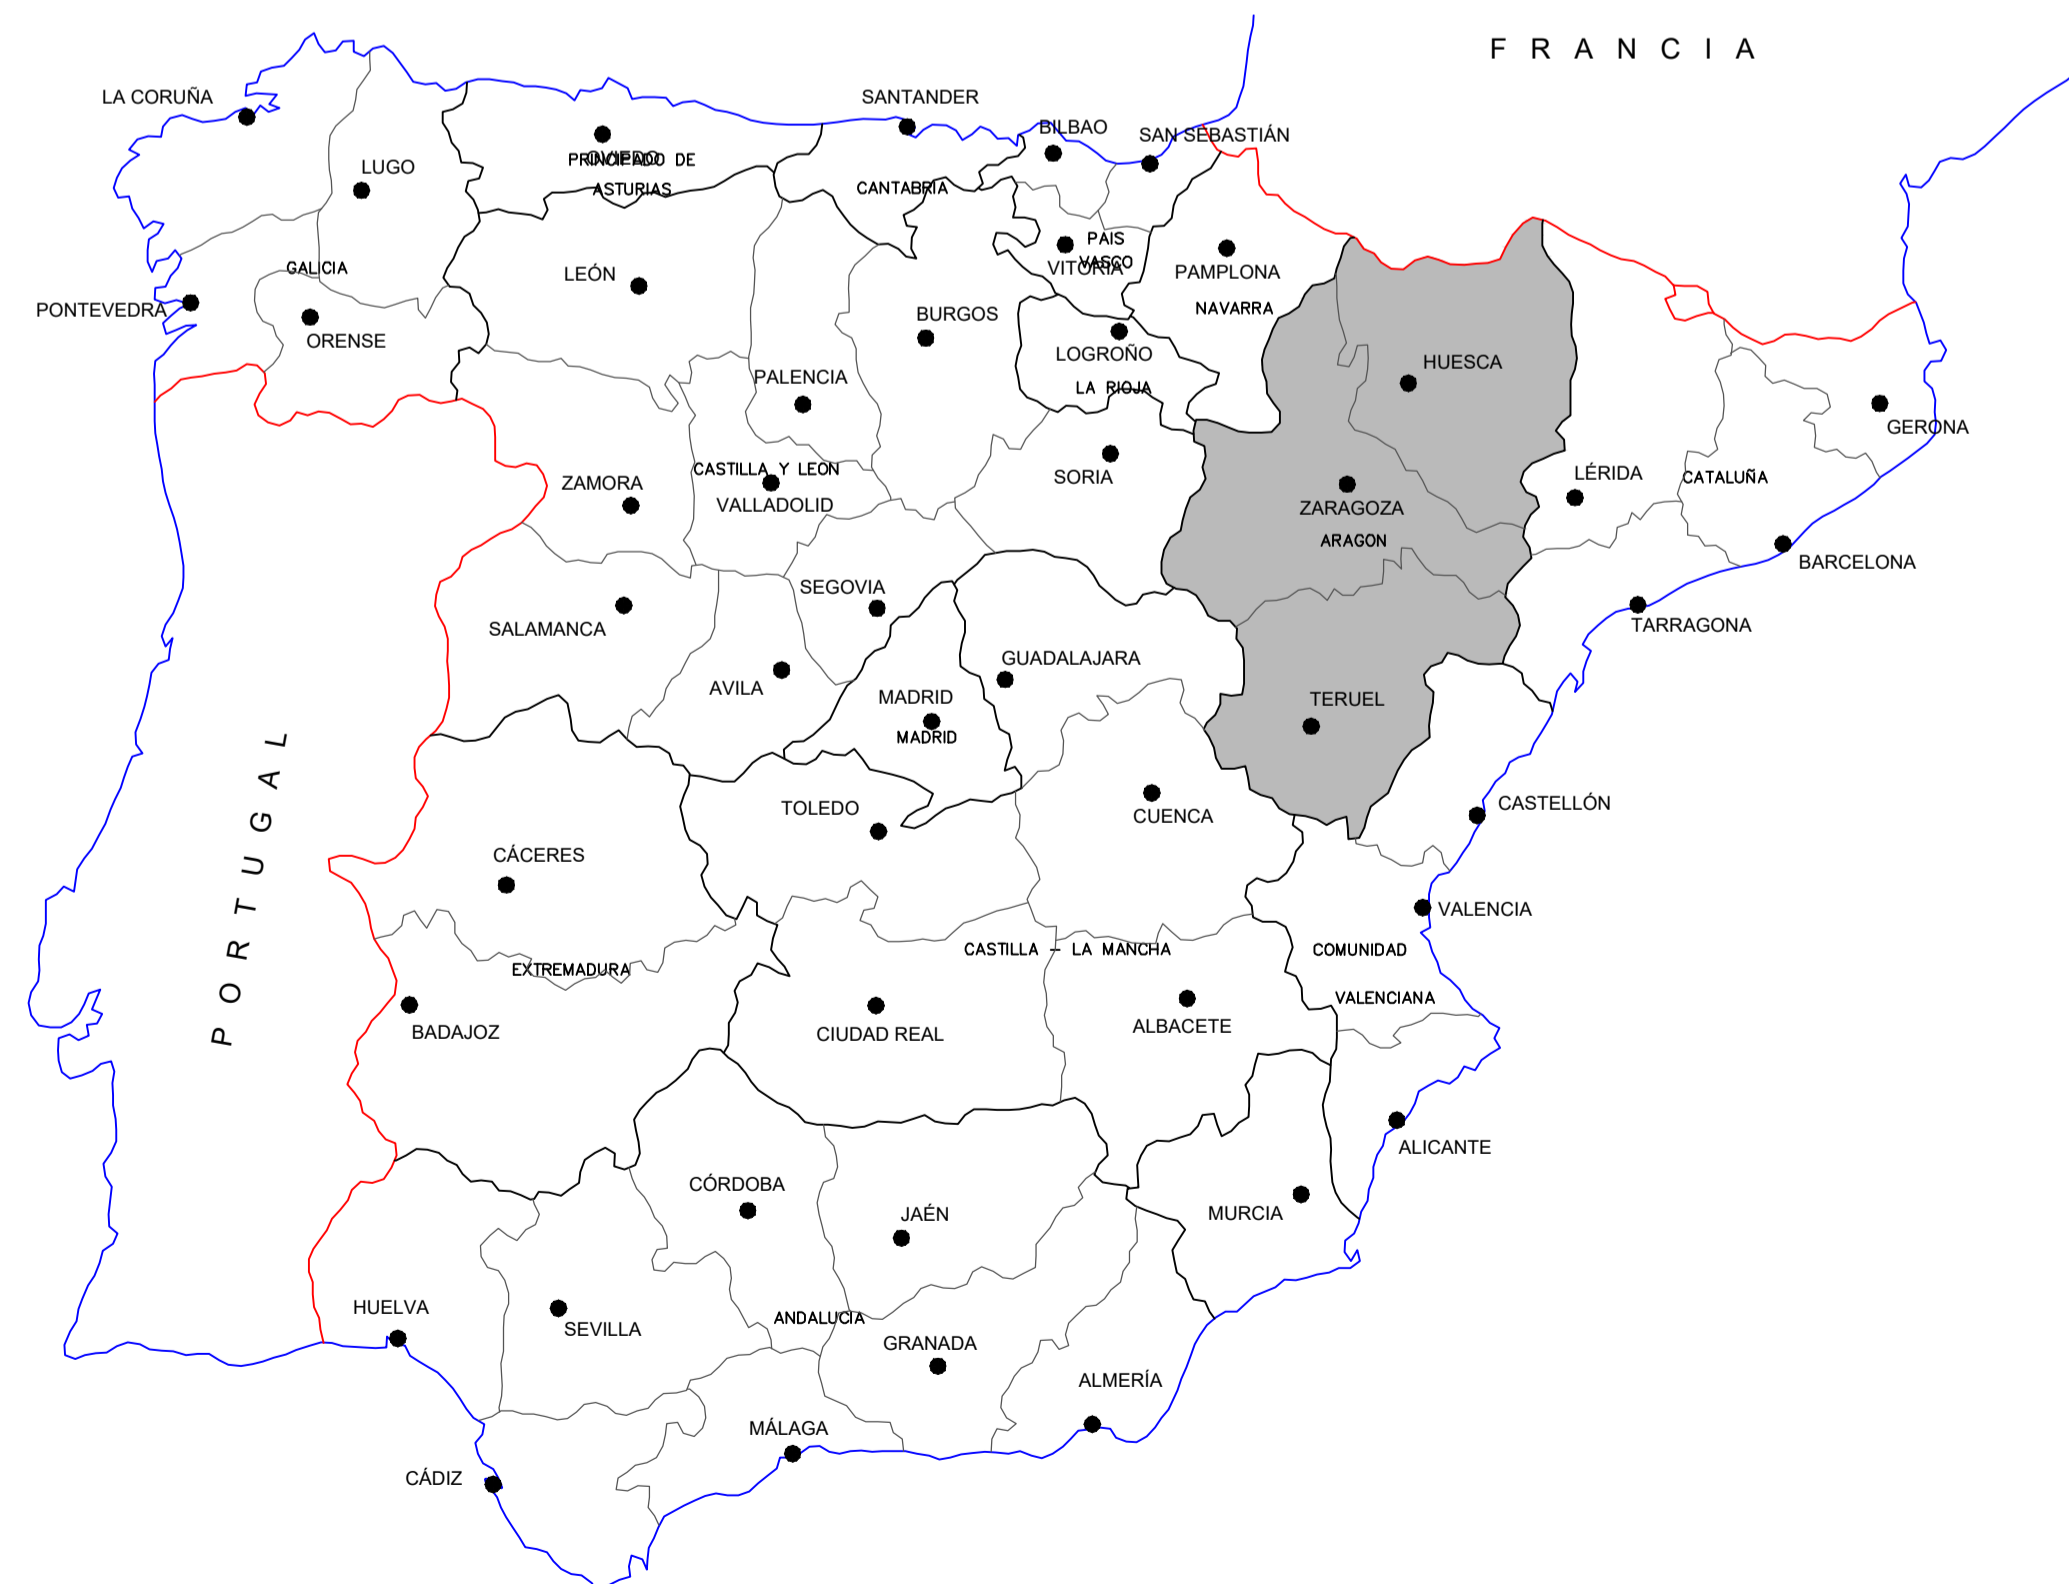 F R A N C I A
LA CORUÑA
SANTANDER
BILBAO
SAN SEBASTIÁN
LUGO
OVIEDO
PRINCIPADO DE
ASTURIAS
CANTABRIA
PAIS
VASCO
VITORIA
PAMPLONA
NAVARRA
GALICIA
LEÓN
PONTEVEDRA
ORENSE
BURGOS
LOGROÑO
LA RIOJA
HUESCA
PALENCIA
GERONA
ZAMORA
CASTILLA Y LEON
VALLADOLID
SORIA
ZARAGOZA
ARAGON
LÉRIDA
CATALUÑA
BARCELONA
SEGOVIA
SALAMANCA
TARRAGONA
AVILA
MADRID
MADRID
GUADALAJARA
TERUEL
P O R T U G A L
TOLEDO
CUENCA
CASTELLÓN
CÁCERES
VALENCIA
CASTILLA - LA MANCHA
COMUNIDAD
VALENCIANA
EXTREMADURA
BADAJOZ
CIUDAD REAL
ALBACETE
ALICANTE
CÓRDOBA
JAÉN
MURCIA
HUELVA
SEVILLA
ANDALUCIA
GRANADA
ALMERÍA
MÁLAGA
CÁDIZ